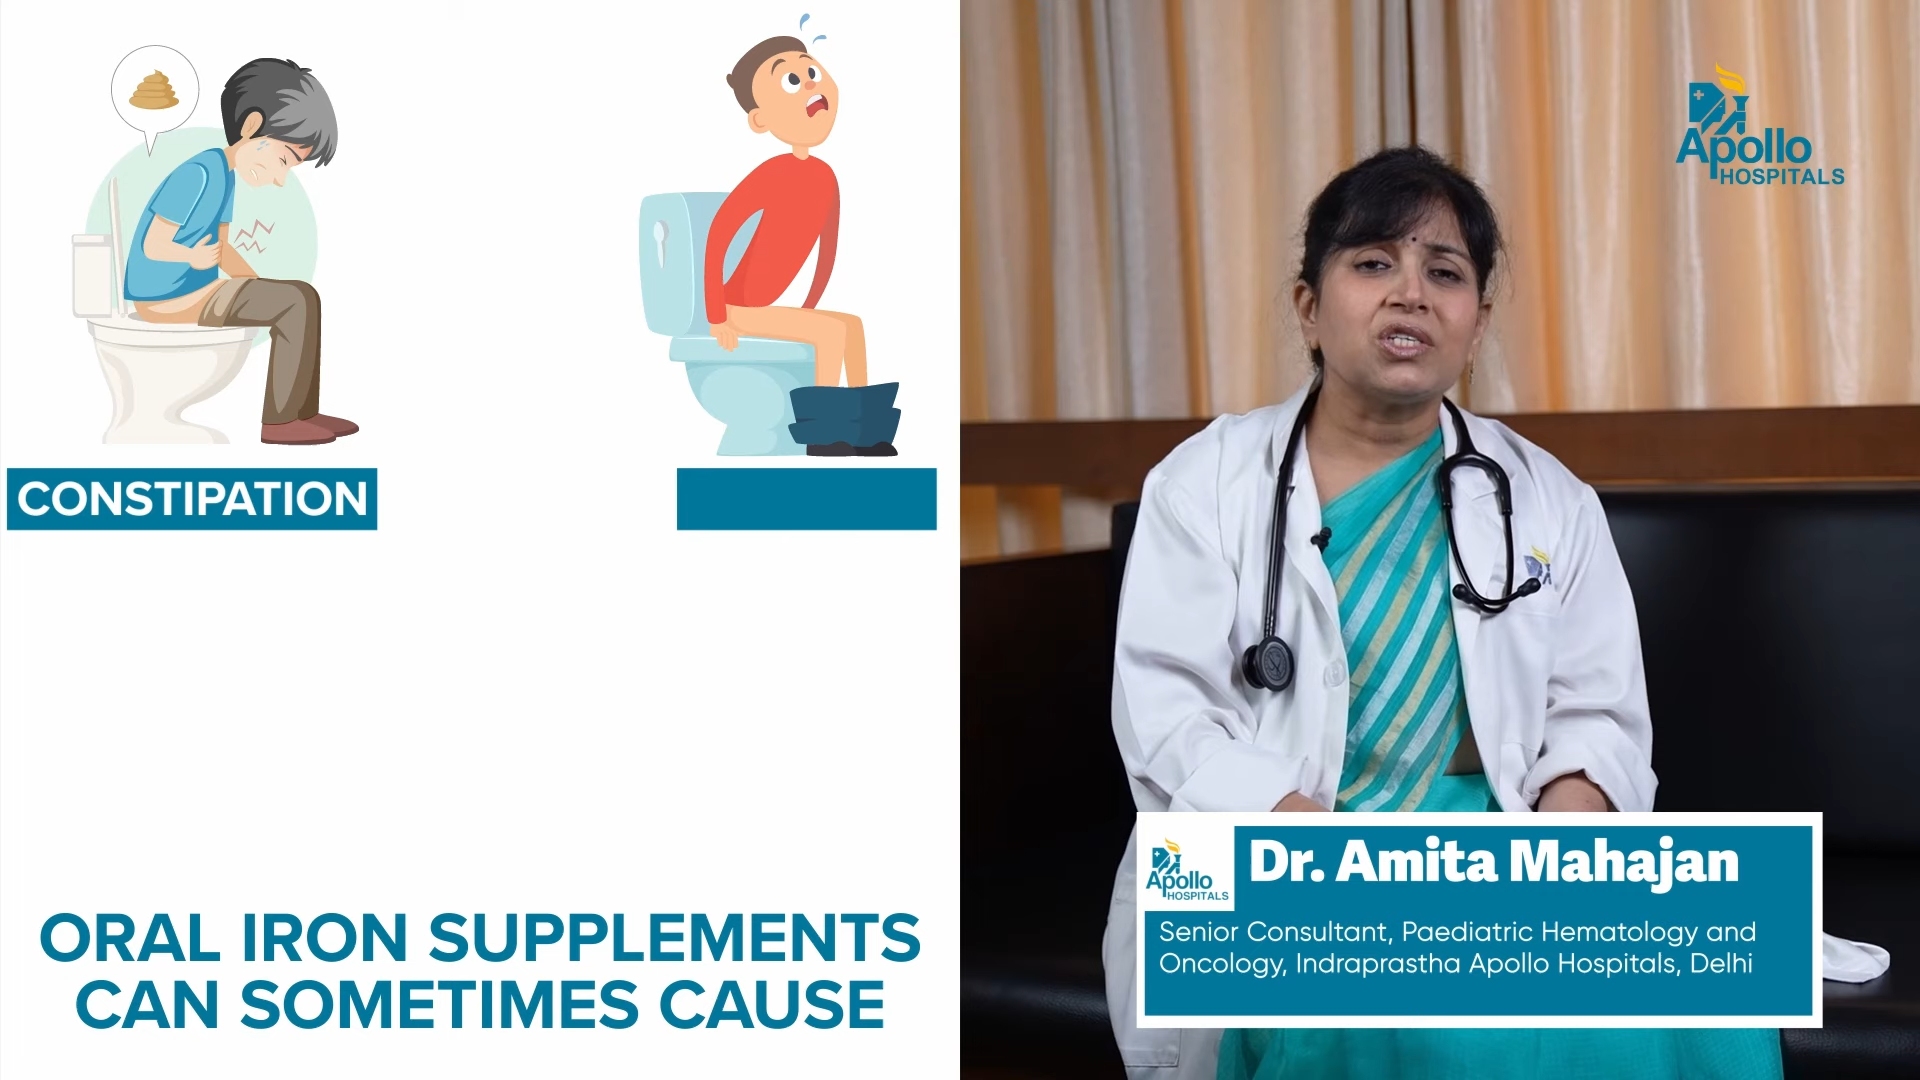 CONSTIPATION
ORAL IRON SUPPLEMENTS
CAN SOMETIMES CAUSE
Apollo
HOSPITALS
Apollo
HOSPITALS
Dr. Amita Mahajan
Senior Consultant, Paediatric Hematology and
Oncology, Indraprastha Apollo Hospitals, Delhi